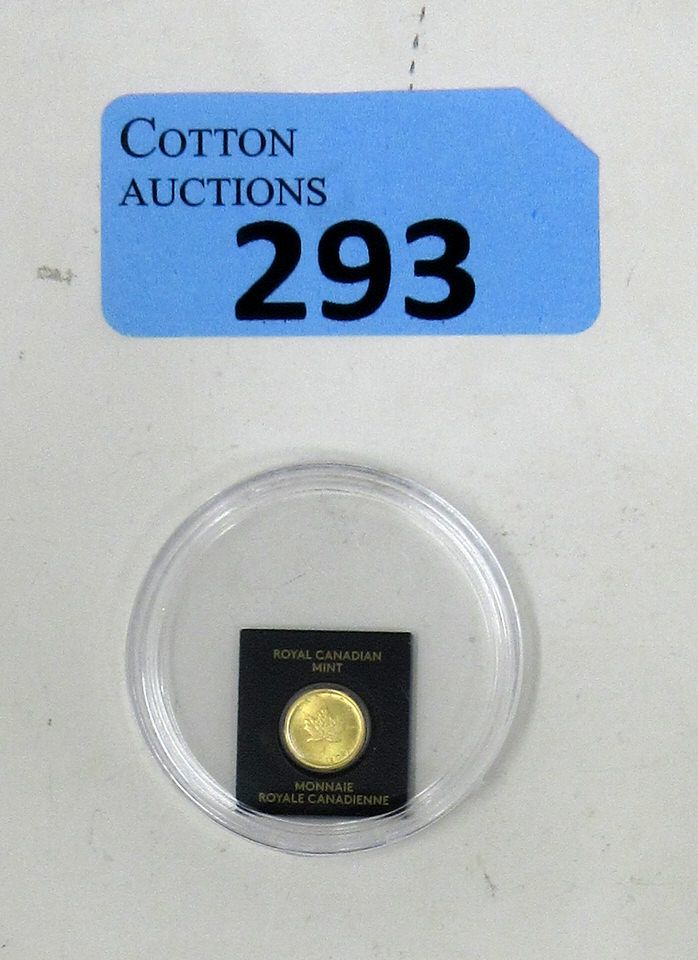 COTTON
AUCTIONS
293
ROYAL CANADIAN
MINT
MONNAIE
ROYALE CANADIENNE